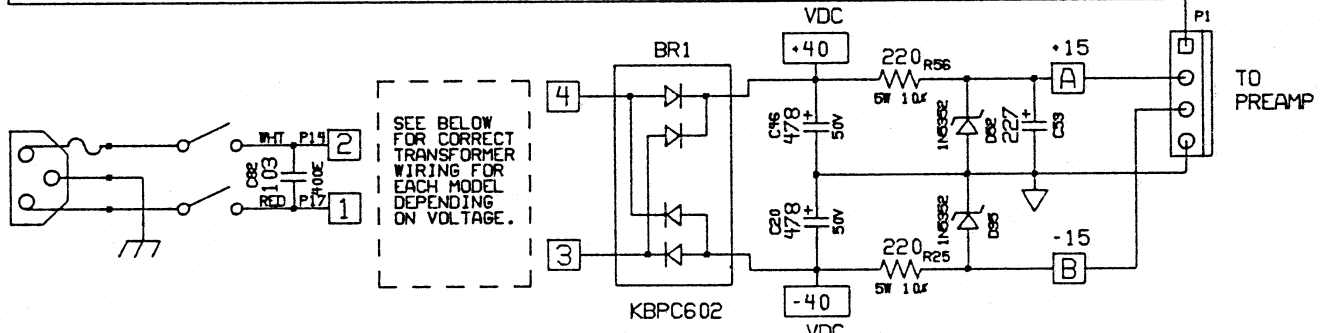 VDC
+40
P1
BR1
220 R56
5W 10%
+15
A
TO
PREAMP
4
SEE BELOW
FOR CORRECT
TRANSFORMER
WIRING FOR
EACH MODEL
DEPENDING
ON VOLTAGE.
C46
478
+
50V
1N5352
D82
227
+
C53
WHT P14
2
C82
103
400E
RED P17
1
C20
478
+
50V
1N5352
D35
3
220 R25
5W 10%
-15
B
KBPC602
-40
VDC